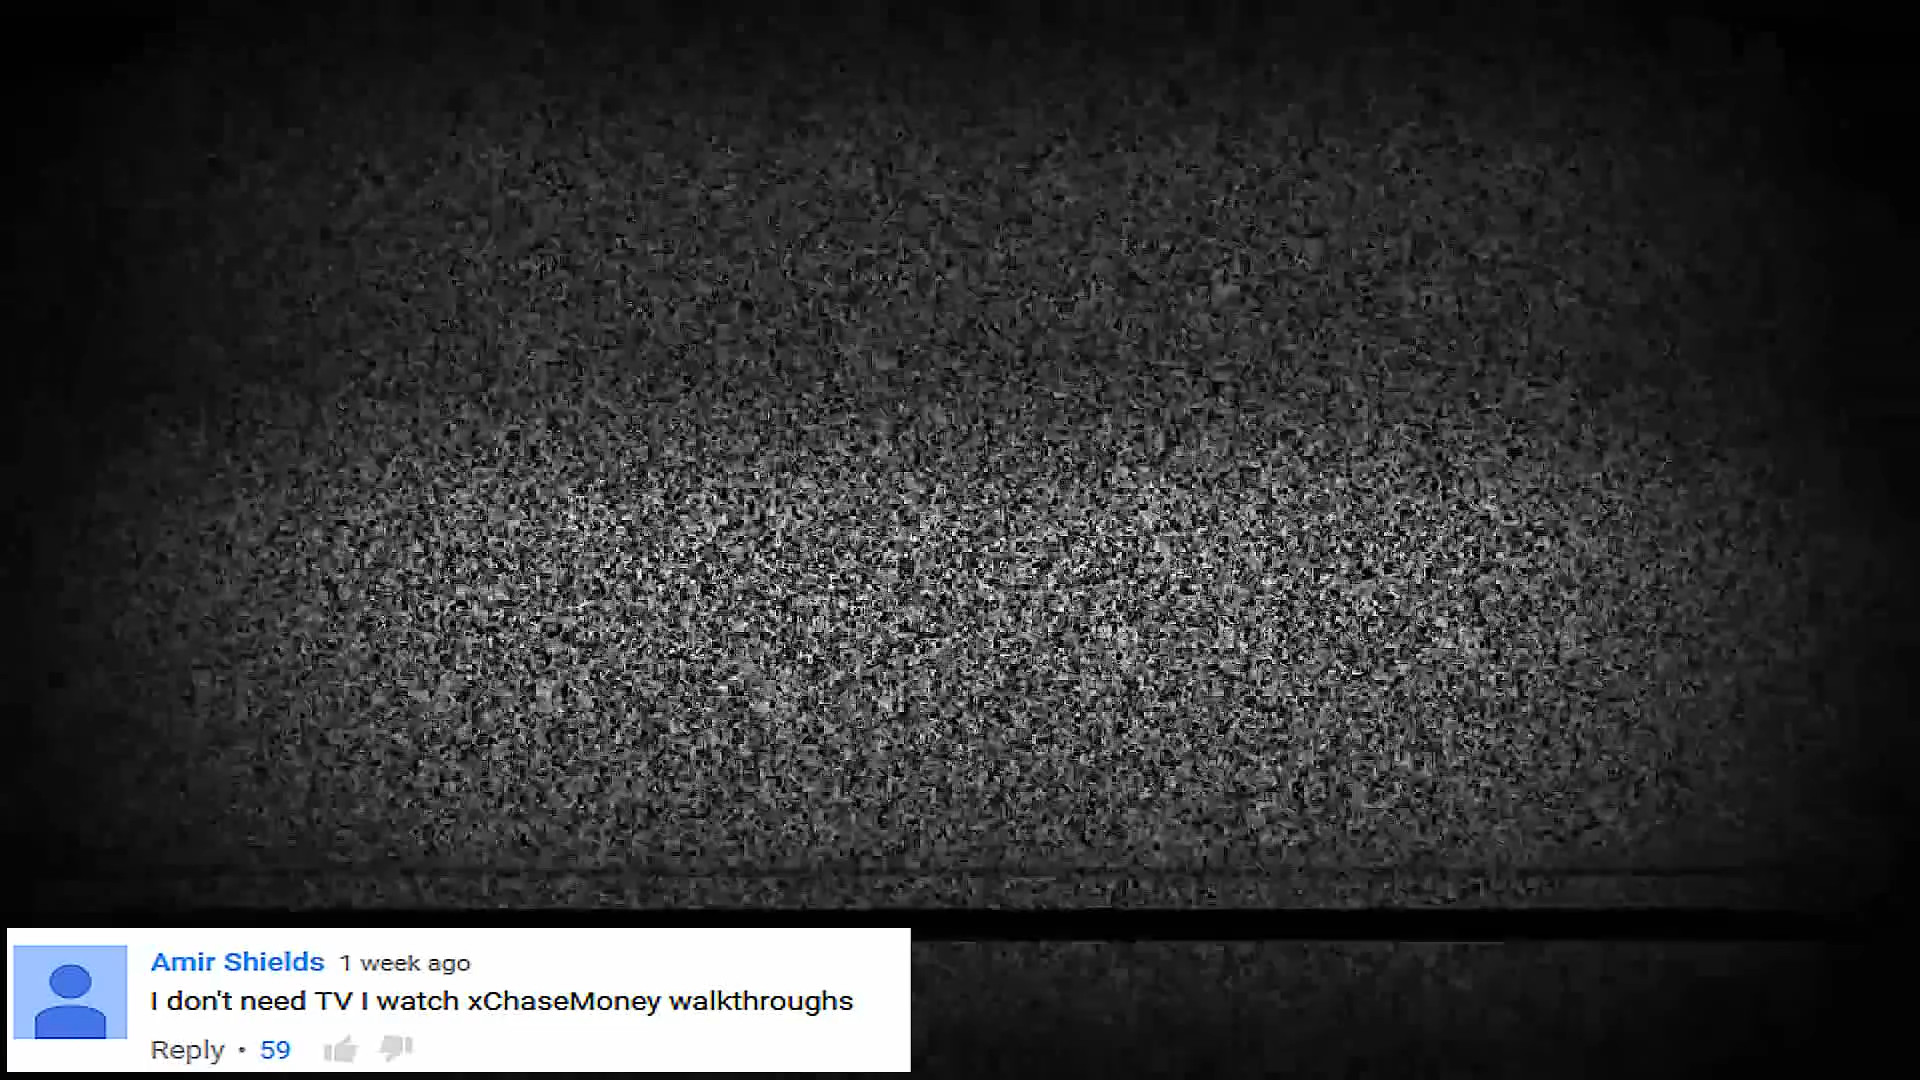 Amir Shields 1 week ago
I don't need TV I watch xChaseMoney walkthroughs
Reply • 59